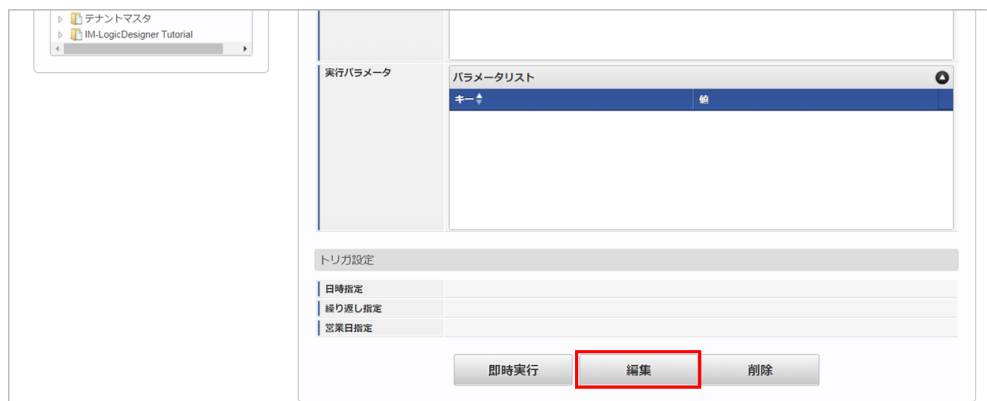 テナントマスタ
IM-LogicDesigner Tutorial
実行パラメータ
パラメータリスト
キー 値
トリガ設定
日時指定
繰り返し指定
営業日指定
即時実行 編集 削除